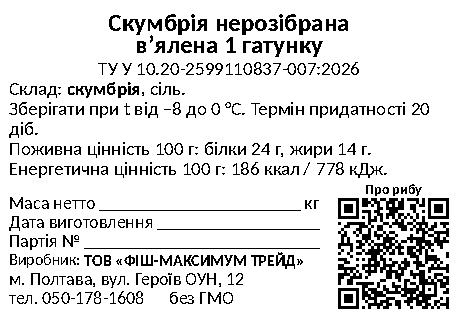 Скумбрія нерозібрана
в’ялена 1 гатунку
ТУ У 10.20-2599110837-007:2026
Склад: скумбрія, сіль.
Зберігати при t від –8 до 0 °С. Термін придатності 20
діб.
Поживна цінність 100 г: білки 24 г, жири 14 г.
Енергетична цінність 100 г: 186 ккал / 778 кДж.
Про рибу
Маса нетто ______________________ кг
Дата виготовлення __________________
Партія № __________________________
Виробник: ТОВ «ФІШ-МАКСИМУМ ТРЕЙД»
м. Полтава, вул. Героїв ОУН, 12
тел. 050-178-1608 без ГМО